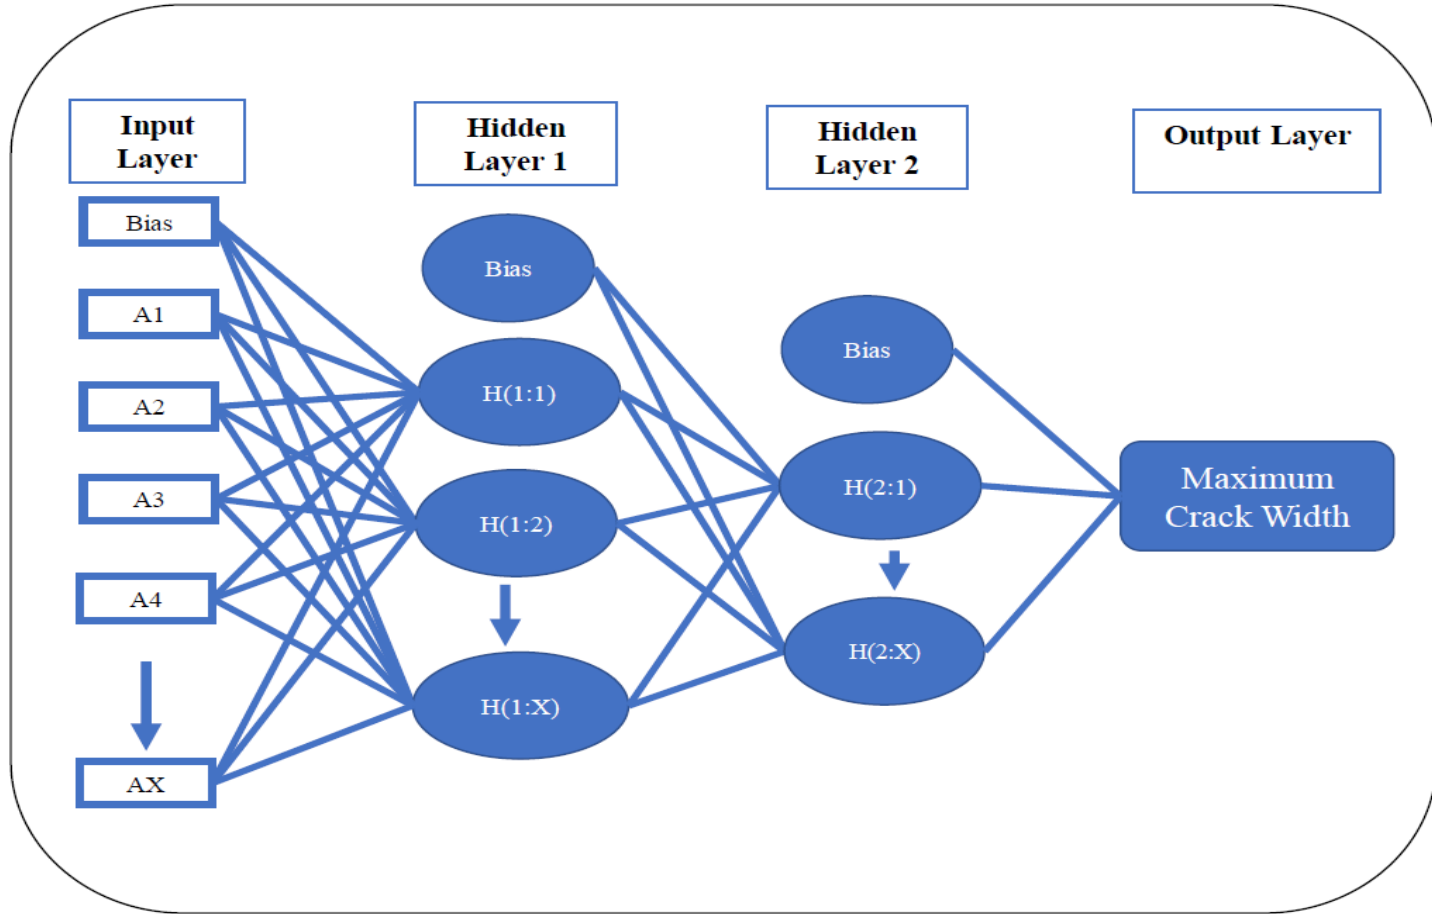 Input
Layer
Hidden
Layer 1
Hidden
Layer 2
Output Layer
Bias
A1
A2
A3
A4
AX
Bias
H(1:1)
H(1:2)
H(1:X)
Bias
H(2:1)
H(2:X)
Maximum
Crack Width